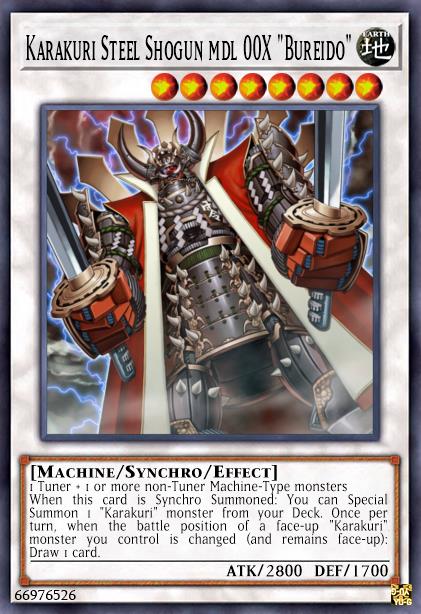 KARAKURI STEEL SHOGUN MDL 00X "BUREIDO"
EARTH
地
[MACHINE/SYNCHRO/EFFECT]
1 Tuner + 1 or more non-Tuner Machine-Type monsters
When this card is Synchro Summoned: You can Special
Summon 1 "Karakuri" monster from your Deck. Once per
turn, when the battle position of a face-up "Karakuri"
monster you control is changed (and remains face-up):
Draw 1 card.
ATK/2800 DEF/1700
66976526